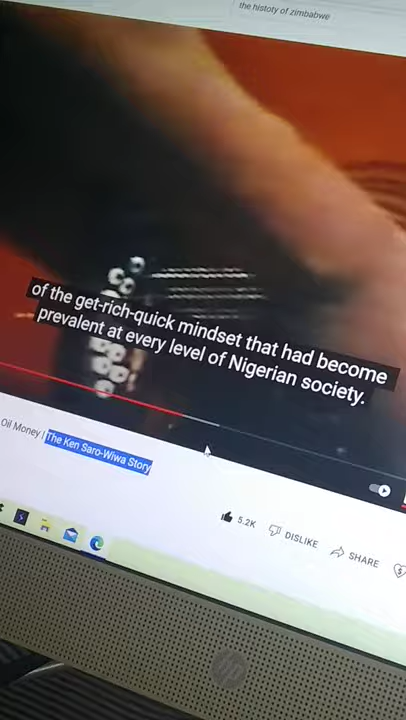 the histoty of zimbabwe
of the get-rich-quick mindset that had become
prevalent at every level of Nigerian society.
Oil Money | The Ken Saro-Wiwa Story
5.2K DISLIKE SHARE
hp